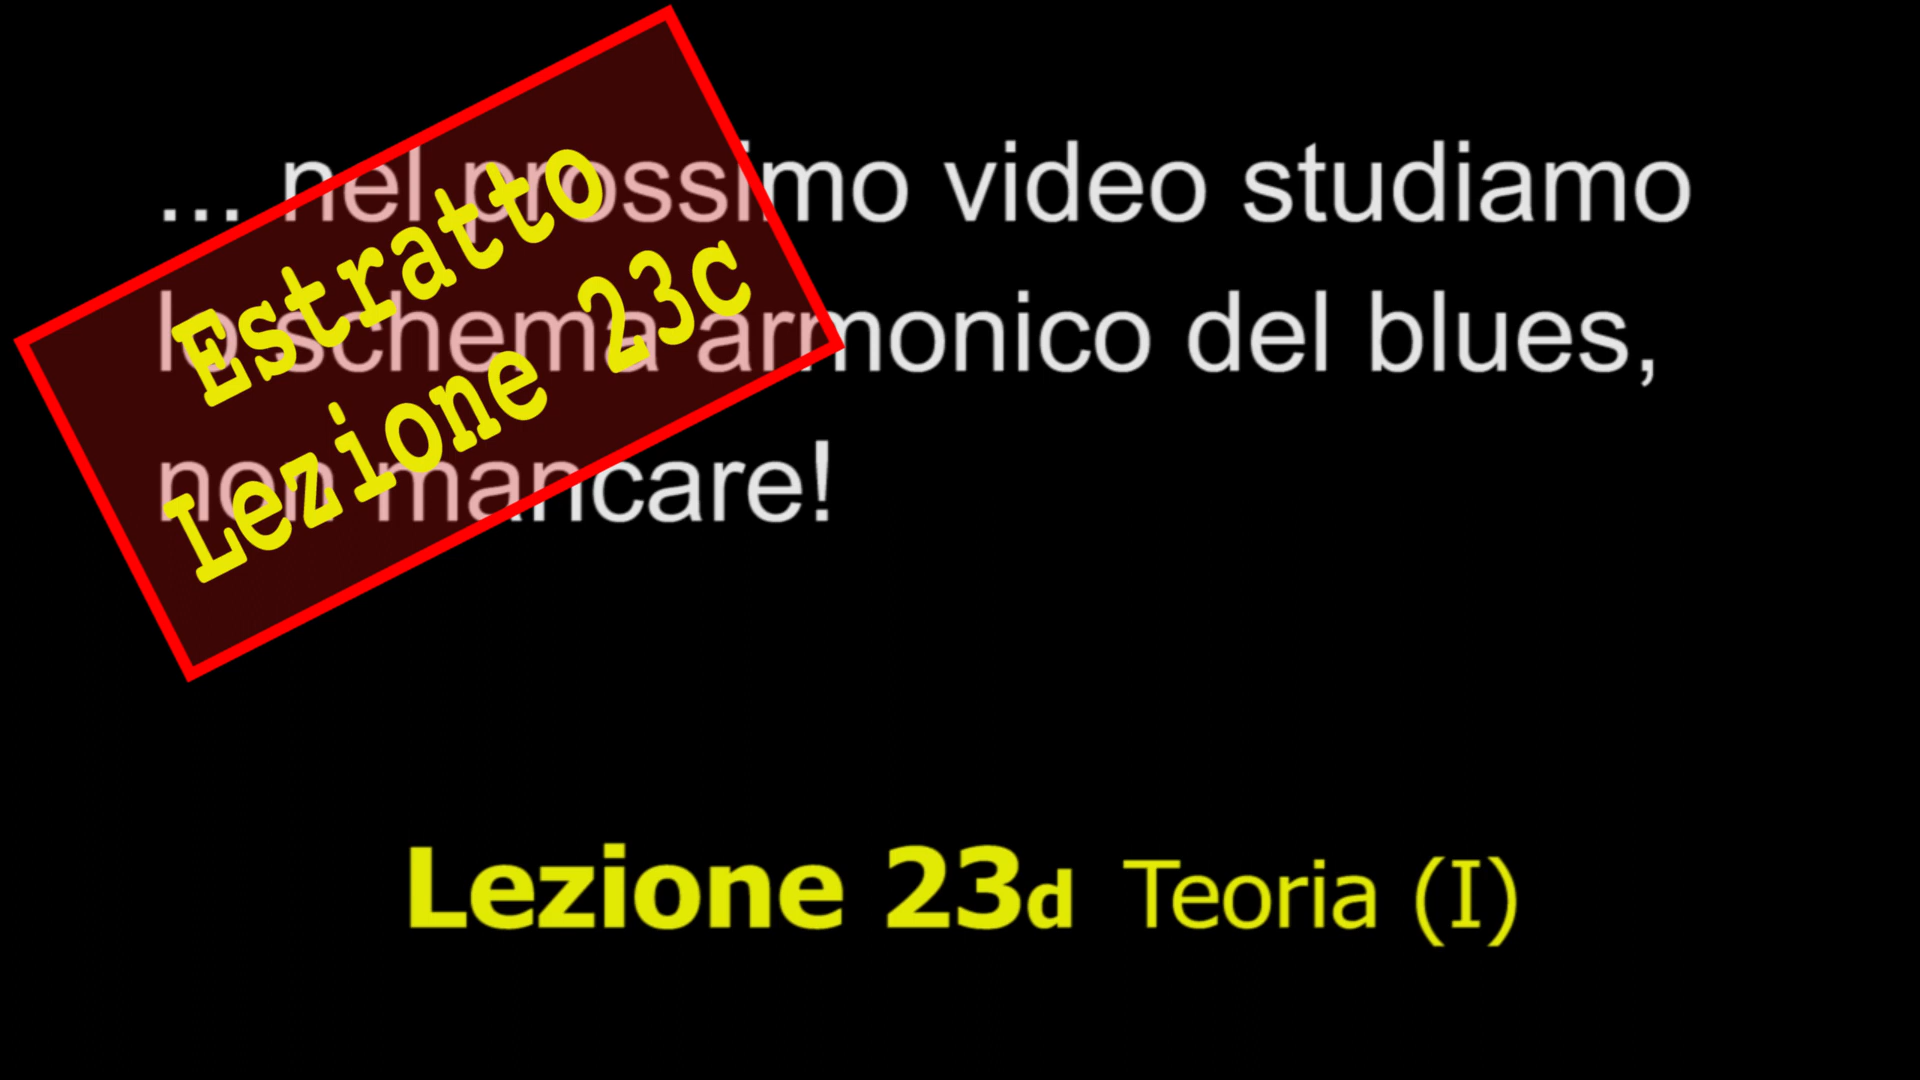 ... nel prossimo video studiamo
lo schema armonico del blues,
non mancare!
Estratto
Lezione 23c
Lezione 23d Teoria (I)